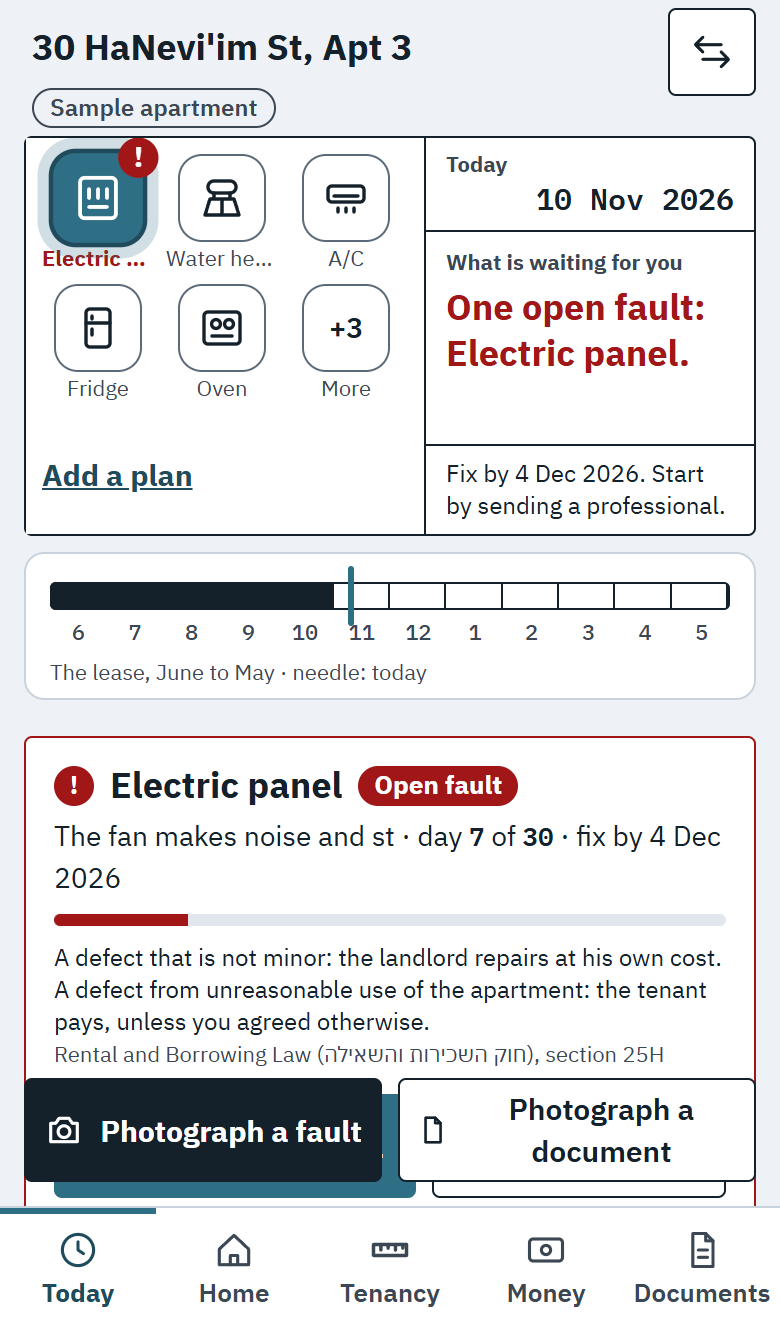 30 HaNevi'im St, Apt 3
Sample apartment
!
Electric ...
Water he...
A/C
Fridge
Oven
+3
More
Add a plan
Today
10 Nov 2026
What is waiting for you
One open fault:
Electric panel.
Fix by 4 Dec 2026. Start
by sending a professional.
6 7 8 9 10 11 12 1 2 3 4 5
The lease, June to May · needle: today
! Electric panel Open fault
The fan makes noise and st · day 7 of 30 · fix by 4 Dec
2026
A defect that is not minor: the landlord repairs at his own cost.
A defect from unreasonable use of the apartment: the tenant
pays, unless you agreed otherwise.
Rental and Borrowing Law (חוק השכירות והשאילה), section 25H
Photograph a fault
Photograph a
document
Today
Home
Tenancy
Money
Documents